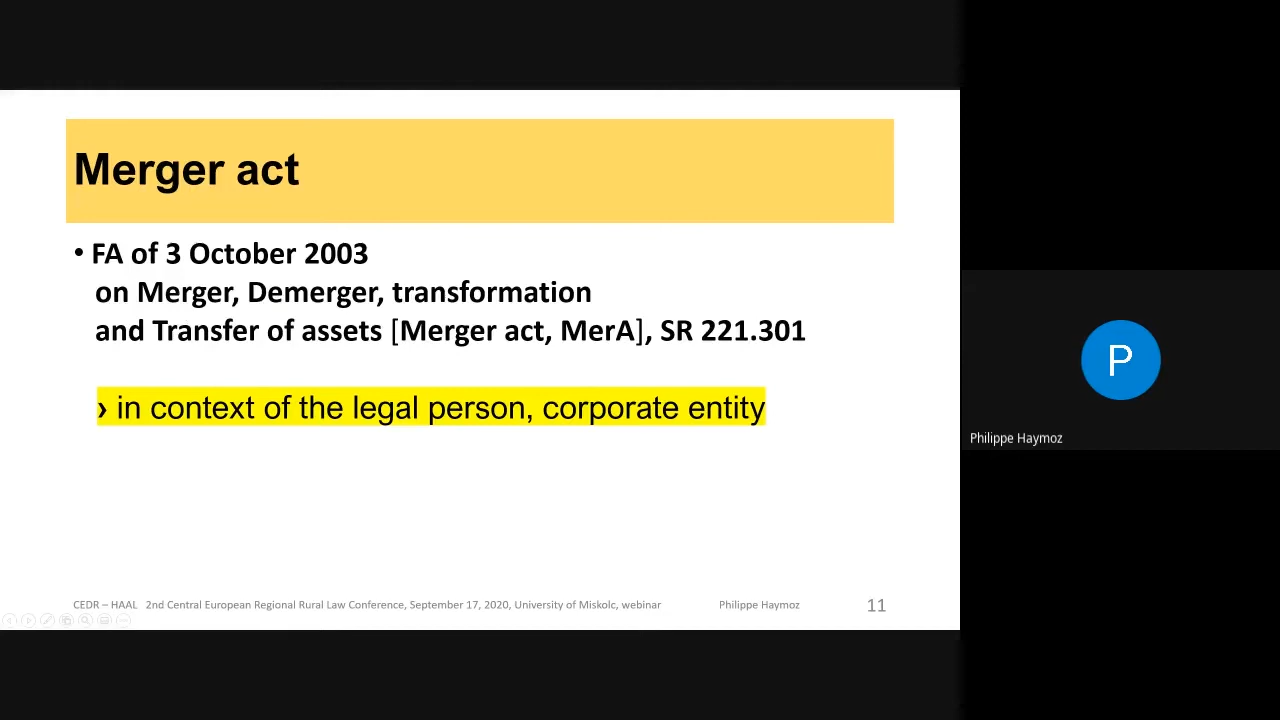 Merger act
• FA of 3 October 2003
on Merger, Demerger, transformation
and Transfer of assets [Merger act, MerA], SR 221.301
› in context of the legal person, corporate entity
CEDR – HAAL 2nd Central European Regional Rural Law Conference, September 17, 2020, University of Miskolc, webinar Philippe Haymoz 11
P
Philippe Haymoz